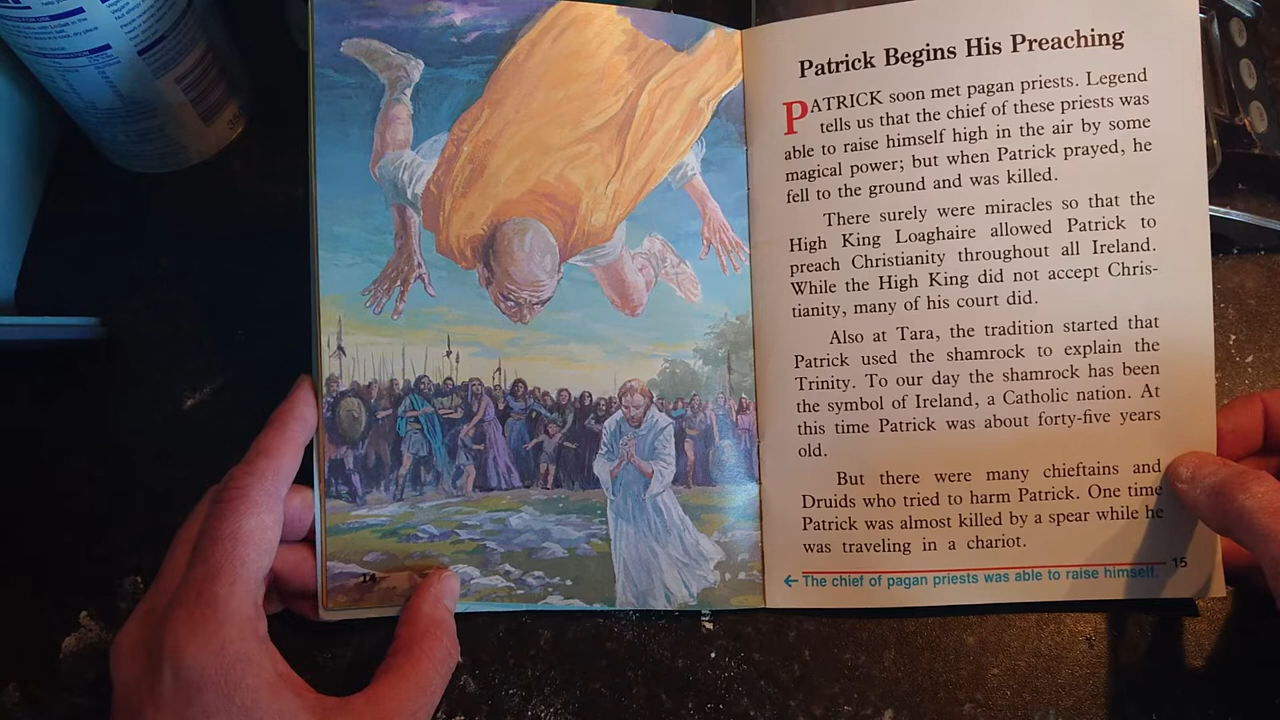 Patrick Begins His Preaching
PATRICK soon met pagan priests. Legend
tells us that the chief of these priests was
able to raise himself high in the air by some
magical power; but when Patrick prayed, he
fell to the ground and was killed.
There surely were miracles so that the
High King Loaghaire allowed Patrick to
preach Christianity throughout all Ireland.
While the High King did not accept Chris-
tianity, many of his court did.
Also at Tara, the tradition started that
Patrick used the shamrock to explain the
Trinity. To our day the shamrock has been
the symbol of Ireland, a Catholic nation. At
this time Patrick was about forty-five years
old.
But there were many chieftains and
Druids who tried to harm Patrick. One time
Patrick was almost killed by a spear while he
was traveling in a chariot.
14
15
← The chief of pagan priests was able to raise himself.